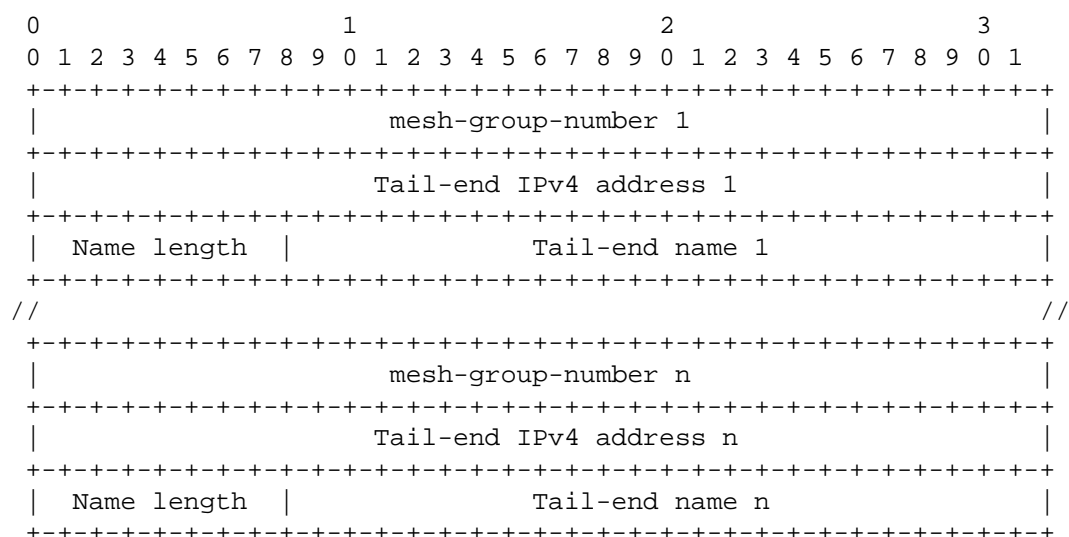 0                   1                   2                   3
0 1 2 3 4 5 6 7 8 9 0 1 2 3 4 5 6 7 8 9 0 1 2 3 4 5 6 7 8 9 0 1
+-+-+-+-+-+-+-+-+-+-+-+-+-+-+-+-+-+-+-+-+-+-+-+-+-+-+-+-+-+-+-+-+
|                      mesh-group-number 1                      |
+-+-+-+-+-+-+-+-+-+-+-+-+-+-+-+-+-+-+-+-+-+-+-+-+-+-+-+-+-+-+-+-+
|                     Tail-end IPv4 address 1                   |
+-+-+-+-+-+-+-+-+-+-+-+-+-+-+-+-+-+-+-+-+-+-+-+-+-+-+-+-+-+-+-+-+
|  Name length  |               Tail-end name 1                 |
+-+-+-+-+-+-+-+-+-+-+-+-+-+-+-+-+-+-+-+-+-+-+-+-+-+-+-+-+-+-+-+-+
//                                                               //
+-+-+-+-+-+-+-+-+-+-+-+-+-+-+-+-+-+-+-+-+-+-+-+-+-+-+-+-+-+-+-+-+
|                      mesh-group-number n                      |
+-+-+-+-+-+-+-+-+-+-+-+-+-+-+-+-+-+-+-+-+-+-+-+-+-+-+-+-+-+-+-+-+
|                     Tail-end IPv4 address n                   |
+-+-+-+-+-+-+-+-+-+-+-+-+-+-+-+-+-+-+-+-+-+-+-+-+-+-+-+-+-+-+-+-+
|  Name length  |               Tail-end name n                 |
+-+-+-+-+-+-+-+-+-+-+-+-+-+-+-+-+-+-+-+-+-+-+-+-+-+-+-+-+-+-+-+-+